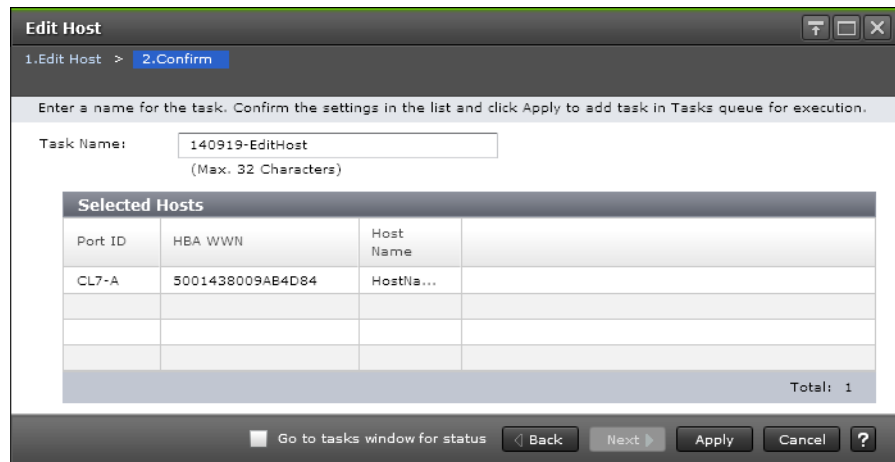 Edit Host
1.Edit Host > 2.Confirm
Enter a name for the task. Confirm the settings in the list and click Apply to add task in Tasks queue for execution.
Task Name: 140919-EditHost
(Max. 32 Characters)
Selected Hosts
Port ID HBA WWN Host Name
CL7-A 5001438009AB4D84 HostNa...
Total: 1
Go to tasks window for status Back Next Apply Cancel ?